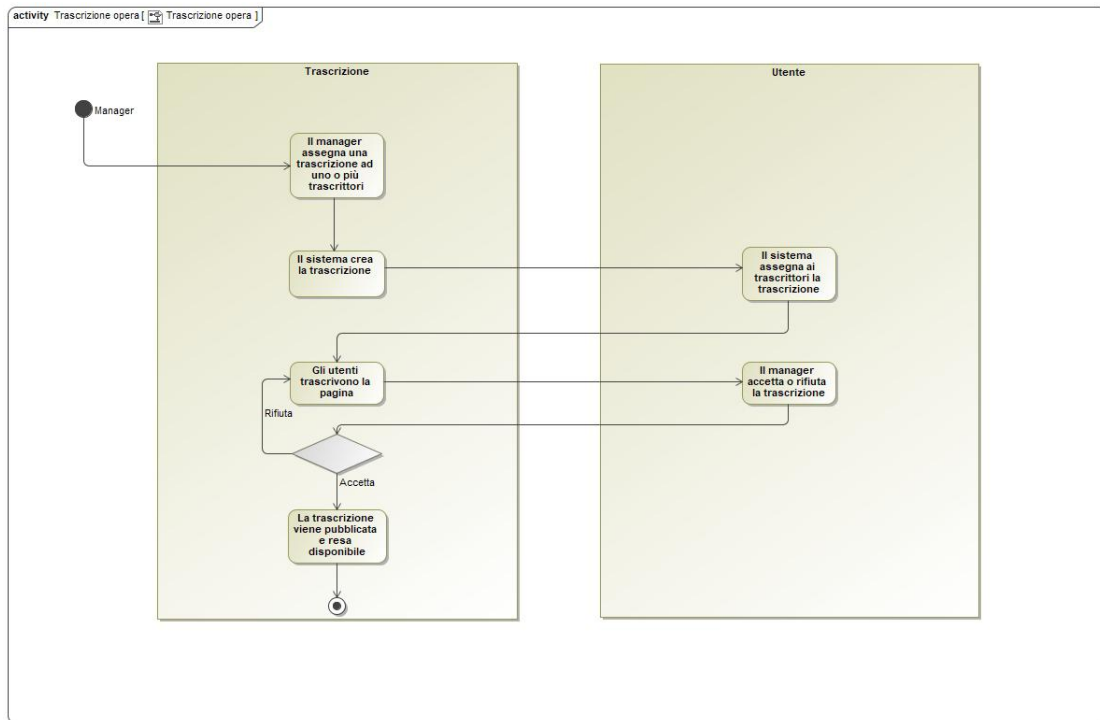 activity Trascrizione opera [ Trascrizione opera ]
Trascrizione
Utente
Manager
Il manager
assegna una
trascrizione ad
uno o più
trascrittori
Il sistema crea
la trascrizione
Il sistema
assegna ai
trascrittori la
trascrizione
Gli utenti
trascrivono la
pagina
Il manager
accetta o rifiuta
la trascrizione
Rifiuta
Accetta
La trascrizione
viene pubblicata
e resa
disponibile